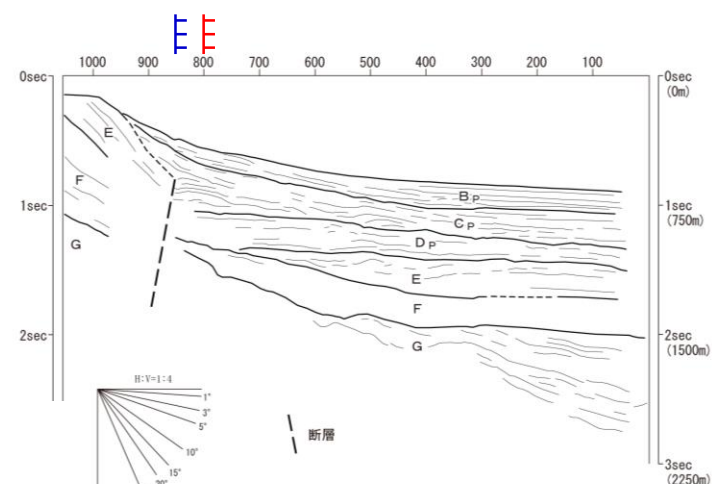 1000 900 800 700 600 500 400 300 200 100
0sec
0sec
(0m)
E
F
G
BP
CP
DP
E
F
G
1sec
1sec
(750m)
2sec
2sec
(1500m)
3sec
(2250m)
H:V=1:4
1°
3°
5°
10°
15°
20°
断層